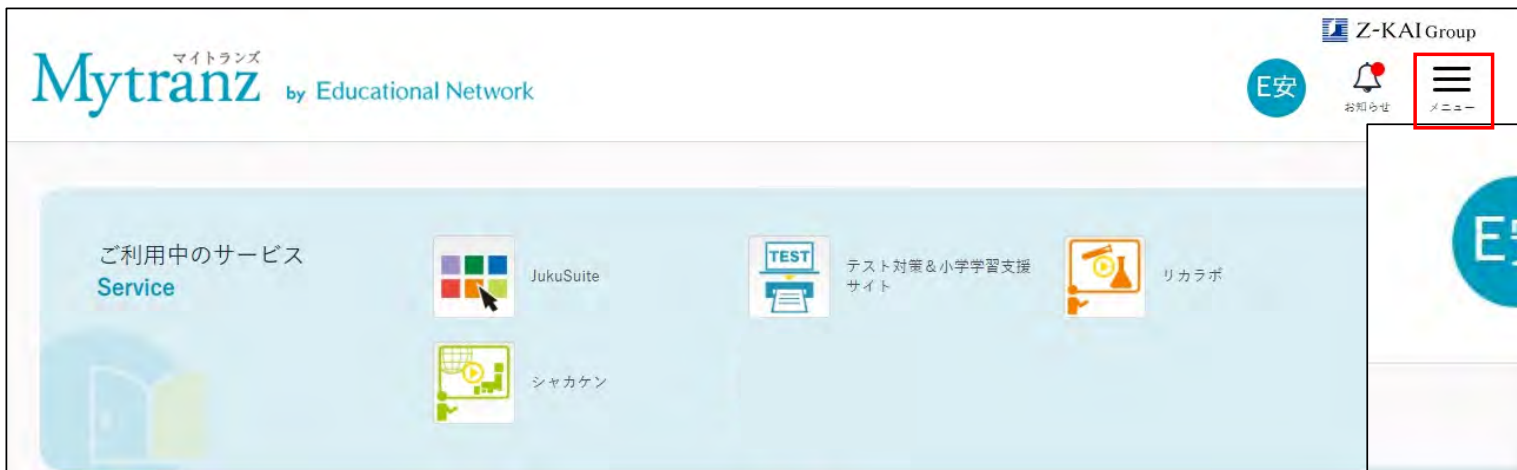 Z-KAI Group
マイトランズ
Mytranz by Educational Network
E安
お知らせ
メニュー
ご利用中のサービス
Service
JukuSuite
TEST
テスト対策&小学学習支援
サイト
リカラボ
シャカケン